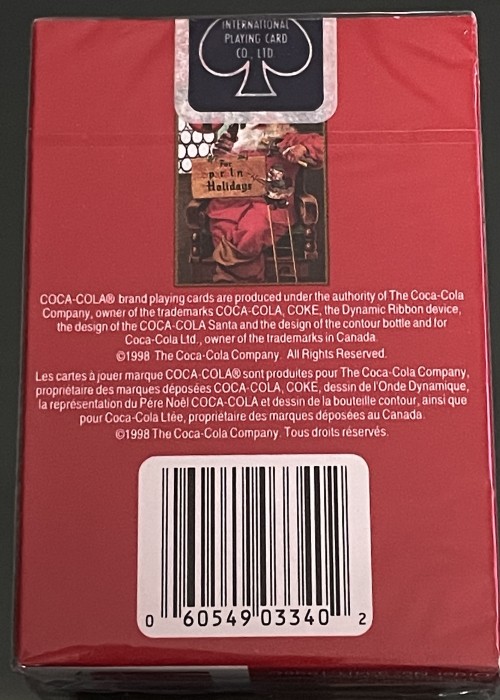 INTERNATIONAL
PLAYING CARD
CO., LTD
For
Holidays
COCA-COLA® brand playing cards are produced under the authority of The Coca-Cola
Company, owner of the trademarks COCA-COLA, COKE, the Dynamic Ribbon device,
the design of the COCA-COLA Santa and the design of the contour bottle and for
Coca-Cola Ltd., owner of the trademarks in Canada.
©1998 The Coca-Cola Company. All Rights Reserved.
Les cartes à jouer marque COCA-COLA® sont produites pour The Coca-Cola Company,
propriétaire des marques déposées COCA-COLA, COKE, dessin de l'Onde Dynamique,
la représentation du Père Noël COCA-COLA et dessin de la bouteille contour, ainsi que
pour Coca-Cola Ltée, propriétaire des marques déposées au Canada.
©1998 The Coca-Cola Company. Tous droits réservés.
0 60549 03340 2